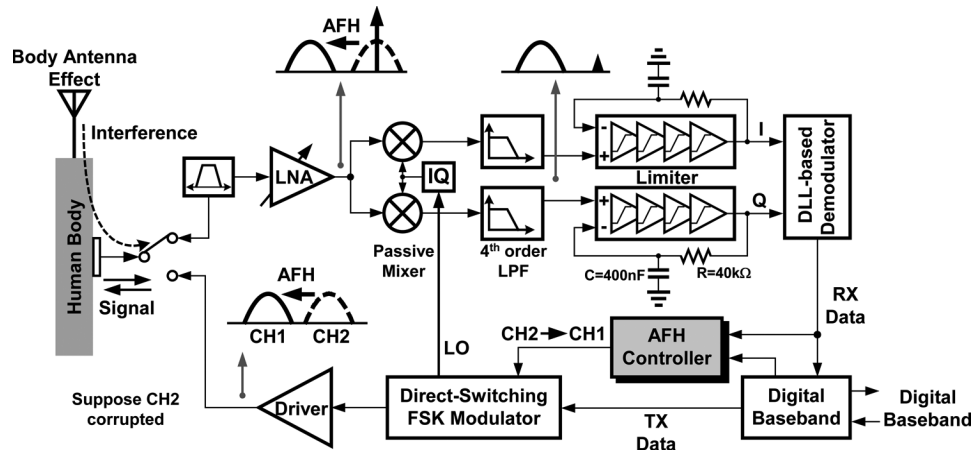 AFH
Body Antenna
Effect
Interference
Human Body
Signal
LNA
IQ
Passive
Mixer
4th order
LPF
-
+
Limiter
I
+
-
Q
C=400nF
R=40kΩ
DLL-based
Demodulator
RX
Data
AFH
CH1
CH2
LO
CH2
CH1
AFH
Controller
Suppose CH2
corrupted
Driver
Direct-Switching
FSK Modulator
TX
Data
Digital
Baseband
Digital
Baseband